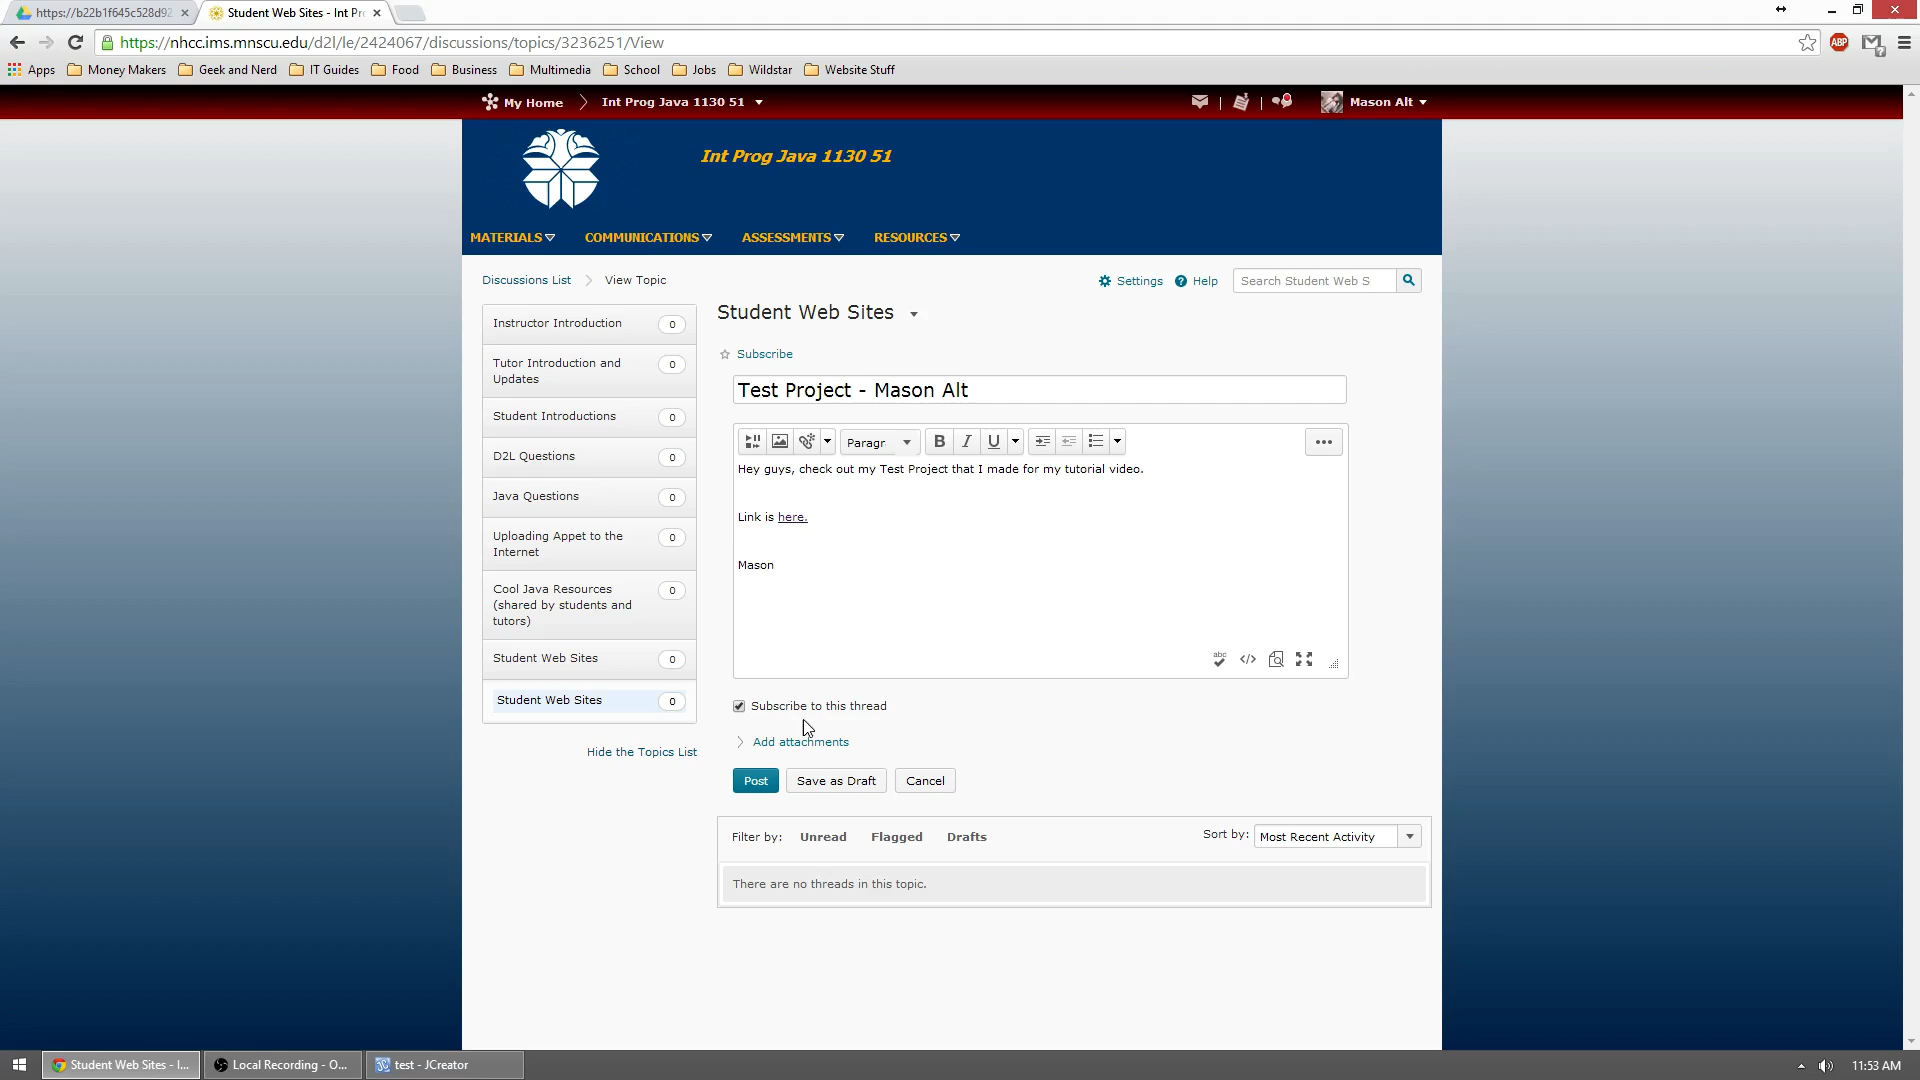 https://b22b1f645c528d92
Student Web Sites - Int Pr
https://nhcc.ims.mnscu.edu/d2l/le/2424067/discussions/topics/3236251/View
ABP
Apps Money Makers Geek and Nerd IT Guides Food Business Multimedia School Jobs Wildstar Website Stuff
My Home Int Prog Java 1130 51 Mason Alt
Int Prog Java 1130 51
MATERIALS COMMUNICATIONS ASSESSMENTS RESOURCES
Discussions List View Topic Settings Help Search Student Web S
Instructor Introduction 0
Tutor Introduction and
Updates 0
Student Introductions 0
D2L Questions 0
Java Questions 0
Uploading Appet to the
Internet 0
Cool Java Resources
(shared by students and
tutors) 0
Student Web Sites 0
Student Web Sites 0
Hide the Topics List
Student Web Sites
Subscribe
Test Project - Mason Alt
Paragr B I U
Hey guys, check out my Test Project that I made for my tutorial video.
Link is here.
Mason
abc
Subscribe to this thread
Add attachments
Post Save as Draft Cancel
Filter by: Unread Flagged Drafts Sort by: Most Recent Activity
There are no threads in this topic.
Student Web Sites - I... Local Recording - O... test - JCreator 11:53 AM